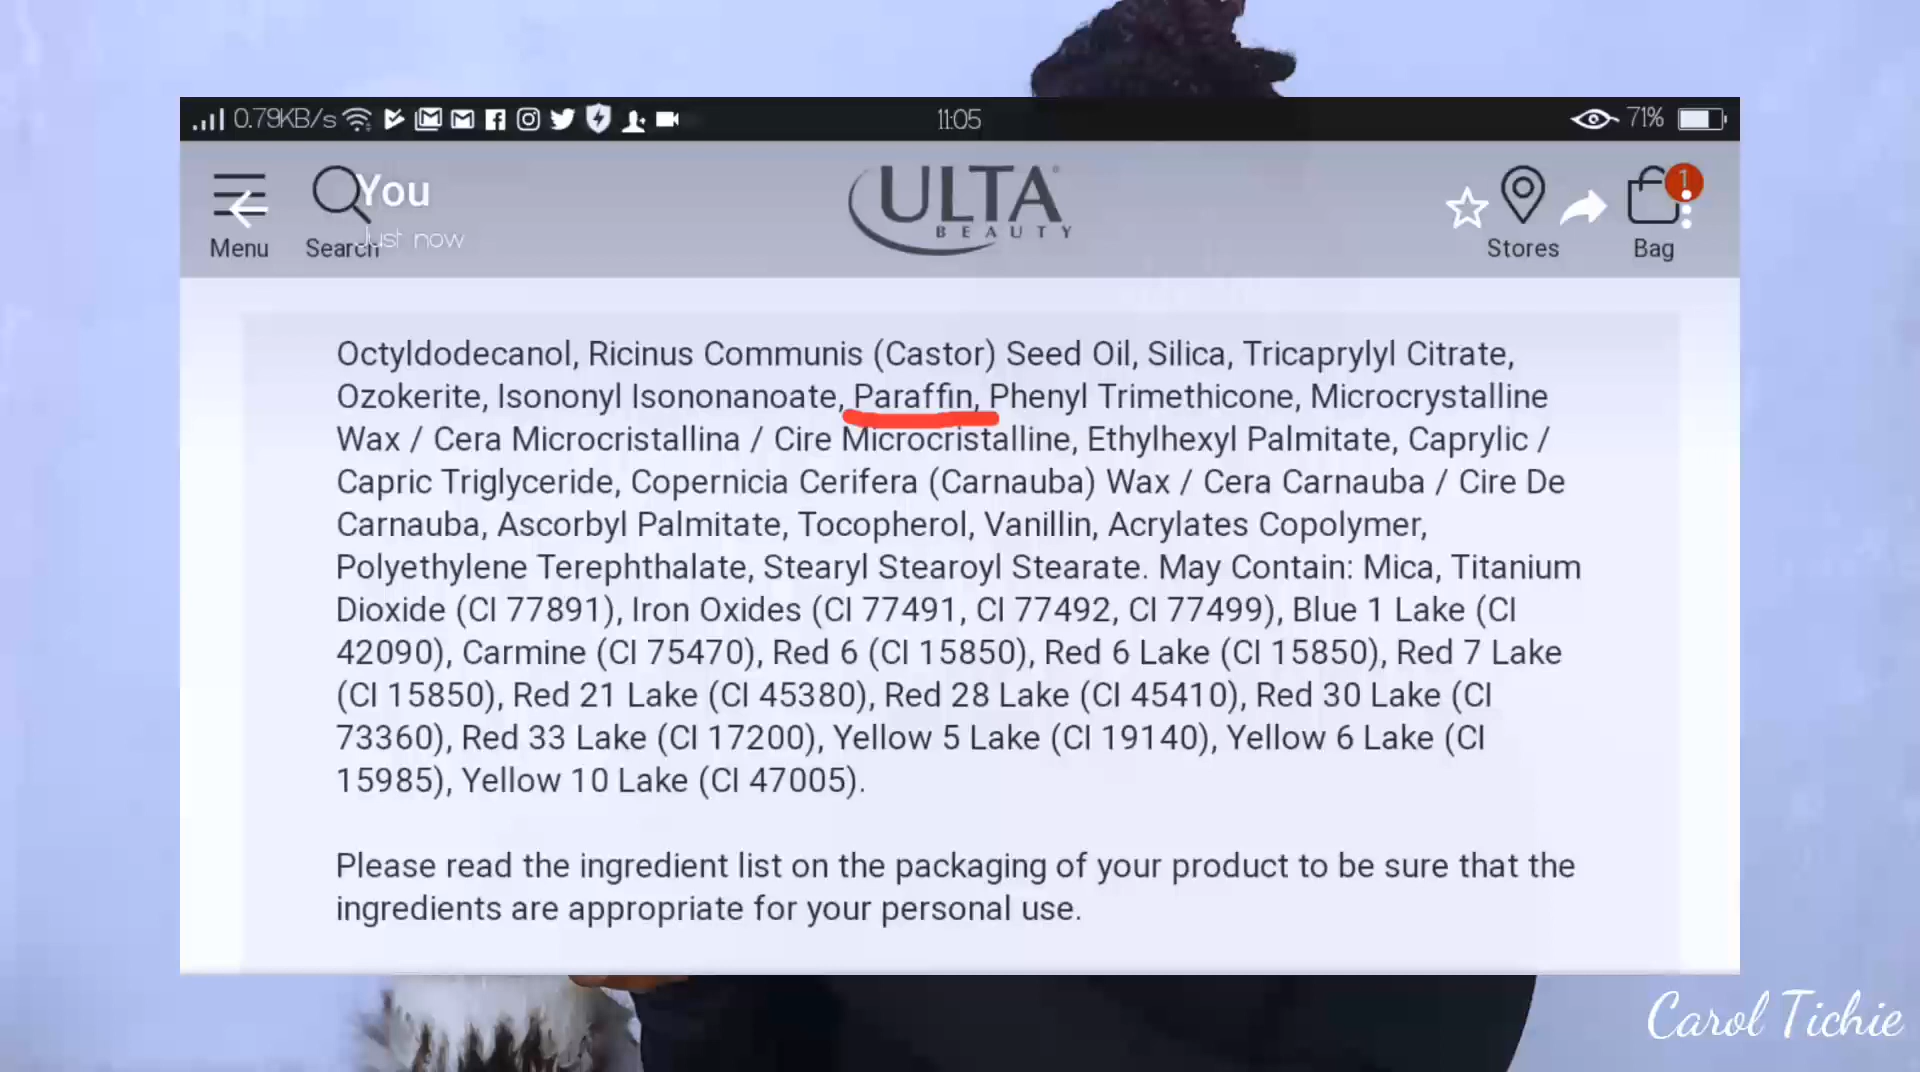 0.79KB/s 11:05 71%
You
Just now
Menu Search ULTA BEAUTY Stores Bag 1
Octyldodecanol, Ricinus Communis (Castor) Seed Oil, Silica, Tricaprylyl Citrate,
Ozokerite, Isononyl Isononanoate, Paraffin, Phenyl Trimethicone, Microcrystalline
Wax / Cera Microcristallina / Cire Microcristalline, Ethylhexyl Palmitate, Caprylic /
Capric Triglyceride, Copernicia Cerifera (Carnauba) Wax / Cera Carnauba / Cire De
Carnauba, Ascorbyl Palmitate, Tocopherol, Vanillin, Acrylates Copolymer,
Polyethylene Terephthalate, Stearyl Stearoyl Stearate. May Contain: Mica, Titanium
Dioxide (CI 77891), Iron Oxides (CI 77491, CI 77492, CI 77499), Blue 1 Lake (CI
42090), Carmine (CI 75470), Red 6 (CI 15850), Red 6 Lake (CI 15850), Red 7 Lake
(CI 15850), Red 21 Lake (CI 45380), Red 28 Lake (CI 45410), Red 30 Lake (CI
73360), Red 33 Lake (CI 17200), Yellow 5 Lake (CI 19140), Yellow 6 Lake (CI
15985), Yellow 10 Lake (CI 47005).
Please read the ingredient list on the packaging of your product to be sure that the
ingredients are appropriate for your personal use.
Carol Tichie